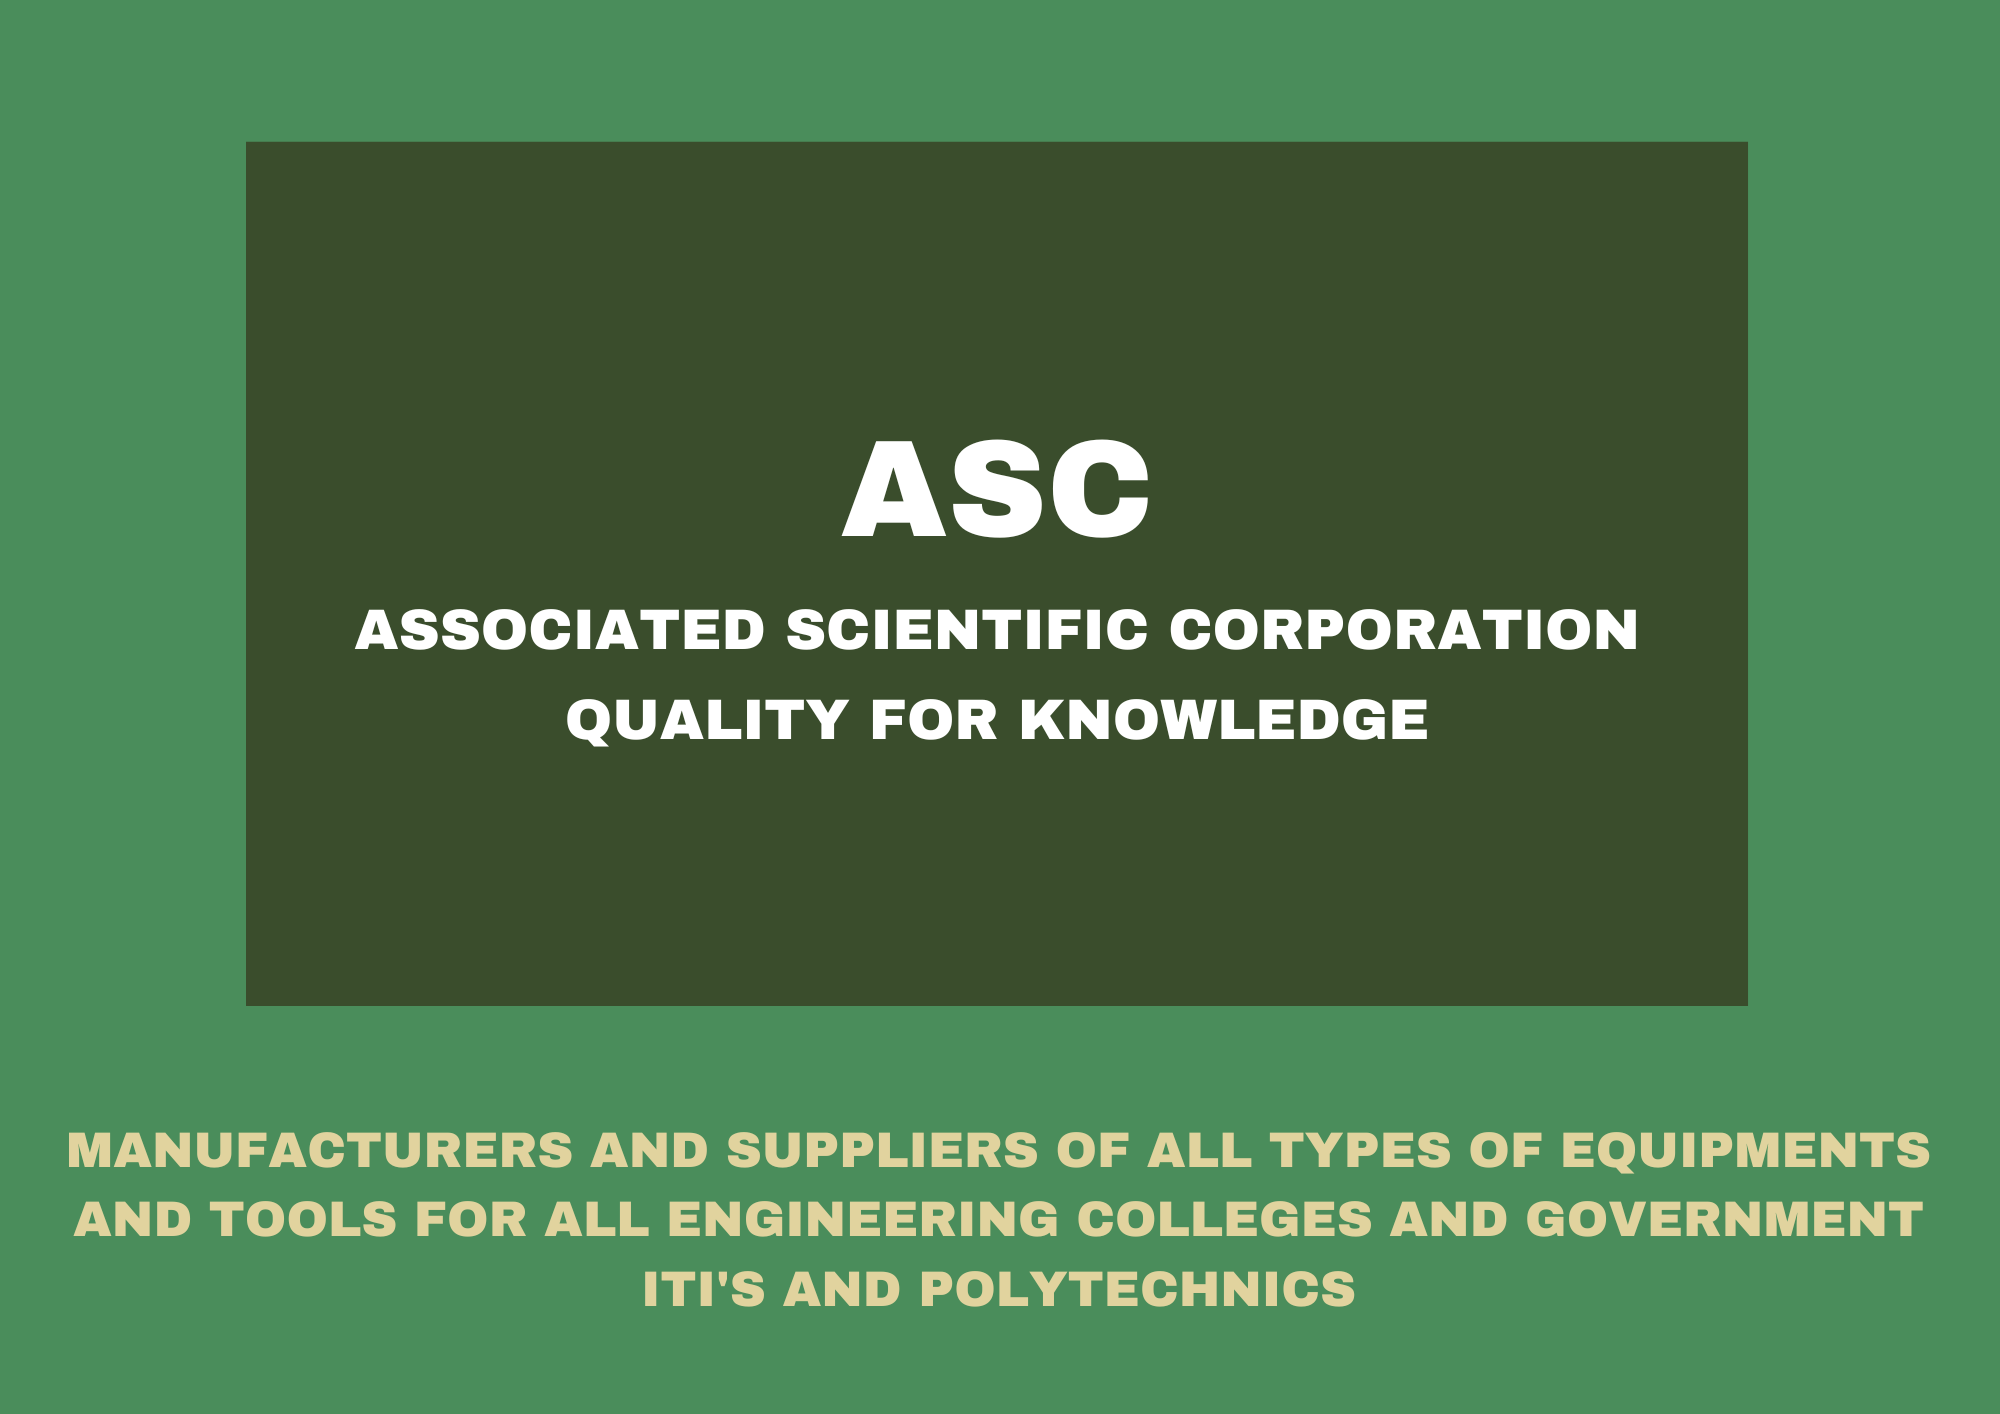 ASC
ASSOCIATED SCIENTIFIC CORPORATION
QUALITY FOR KNOWLEDGE
MANUFACTURERS AND SUPPLIERS OF ALL TYPES OF EQUIPMENTS
AND TOOLS FOR ALL ENGINEERING COLLEGES AND GOVERNMENT
ITI'S AND POLYTECHNICS